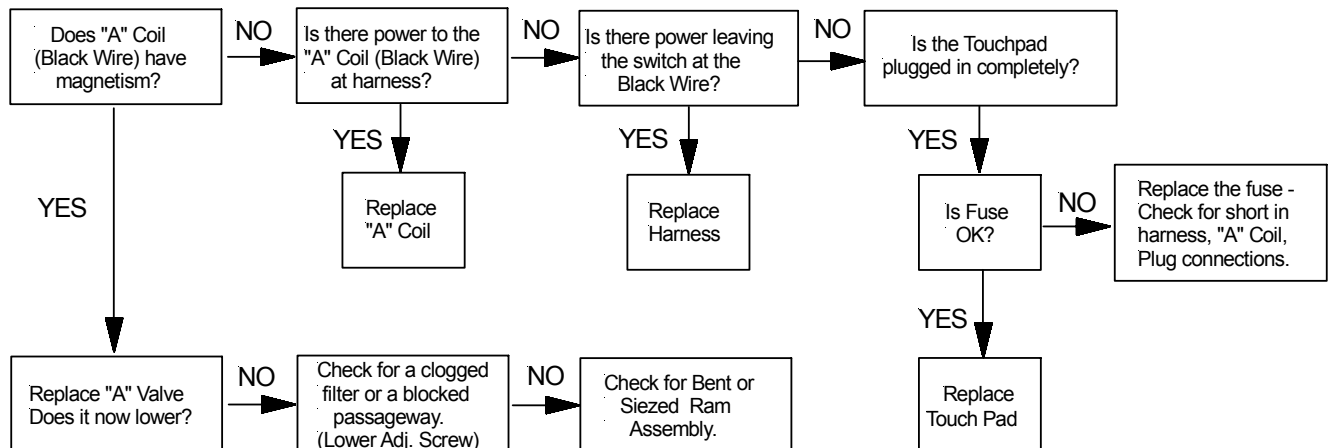 Does "A" Coil
(Black Wire) have
magnetism?
NO
Is there power to the
"A" Coil (Black Wire)
at harness?
NO
Is there power leaving
the switch at the
Black Wire?
NO
Is the Touchpad
plugged in completely?
YES
YES
YES
YES
Replace
"A" Coil
Replace
Harness
Is Fuse
OK?
NO
Replace the fuse -
Check for short in
harness, "A" Coil,
Plug connections.
YES
Replace "A" Valve
Does it now lower?
NO
Check for a clogged
filter or a blocked
passageway.
(Lower Adj. Screw)
NO
Check for Bent or
Siezed Ram
Assembly.
Replace
Touch Pad